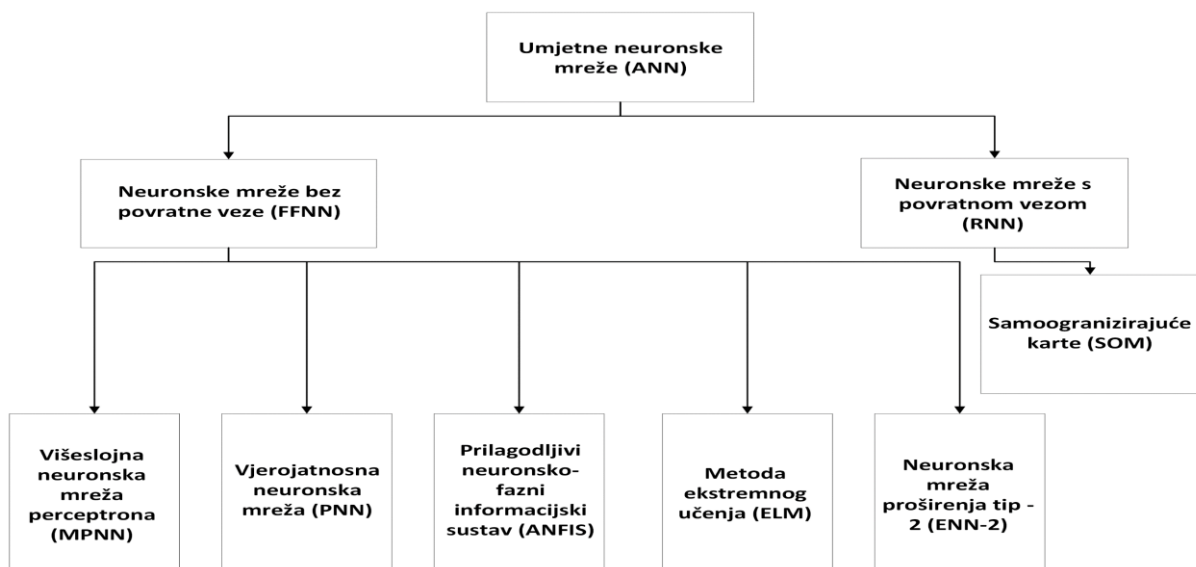 Umjetne neuronske
mreže (ANN)
Neuronske mreže bez
povratne veze (FFNN)
Neuronske mreže s
povratnom vezom
(RNN)
Samoogranizirajuće
karte (SOM)
Višeslojna
neuronska
mreža
perceptrona
(MPNN)
Vjerojatnosna
neuronska
mreža (PNN)
Prilagodljivi
neuronsko-
fazni
informacijski
sustav (ANFIS)
Metoda
ekstremnog
učenja (ELM)
Neuronska
mreža
proširenja tip -
2 (ENN-2)